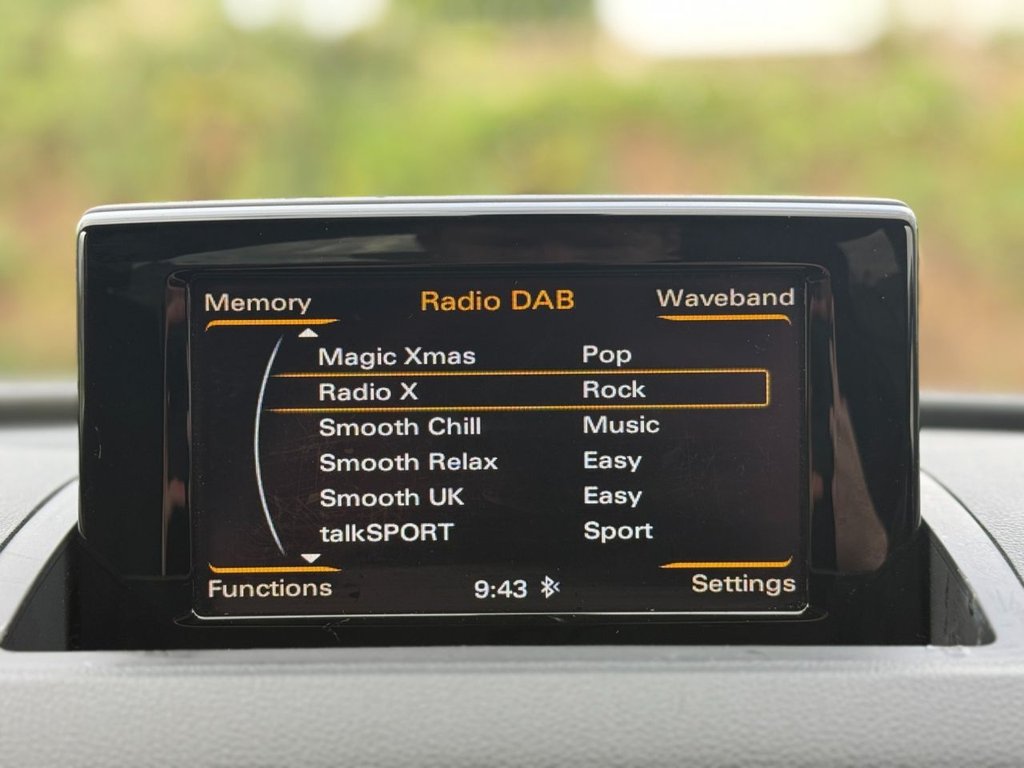 Memory Radio DAB Waveband
Magic Xmas Pop
Radio X Rock
Smooth Chill Music
Smooth Relax Easy
Smooth UK Easy
talkSPORT Sport
Functions 9:43 Settings